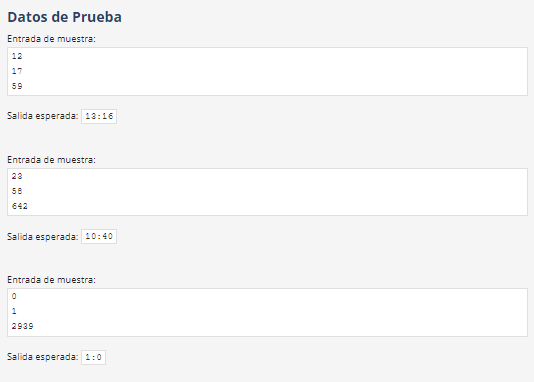 Datos de Prueba
Entrada de muestra:
12
17
59
Salida esperada: 13:16
Entrada de muestra:
23
58
642
Salida esperada: 10:40
Entrada de muestra:
0
1
2939
Salida esperada: 1:0